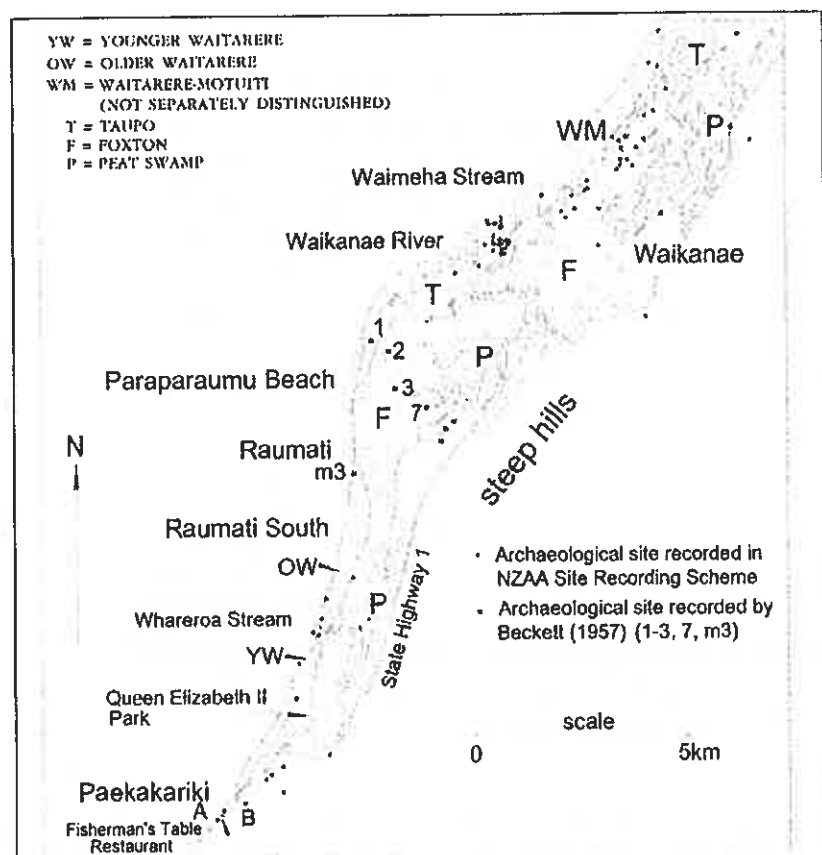 YW = YOUNGER WAITARERE
OW = OLDER WAITARERE
WM = WAITARERE-MOTUITI
(NOT SEPARATELY DISTINGUISHED)
T = TAUPO
F = FOXTON
P = PEAT SWAMP
T
P
WM
Waimeha Stream
Waikanae River
Waikanae
F
T
1
2
P
Paraparaumu Beach
3
7
F
N
Raumati
m3
steep hills
Raumati South
OW
• Archaeological site recorded in
NZAA Site Recording Scheme
P
State Highway 1
• Archaeological site recorded by
Beckett (1957) (1-3, 7, m3)
Whareroa Stream
YW
Queen Elizabeth II
Park
scale
0
5km
Paekakariki
A
B
Fisherman's Table
Restaurant